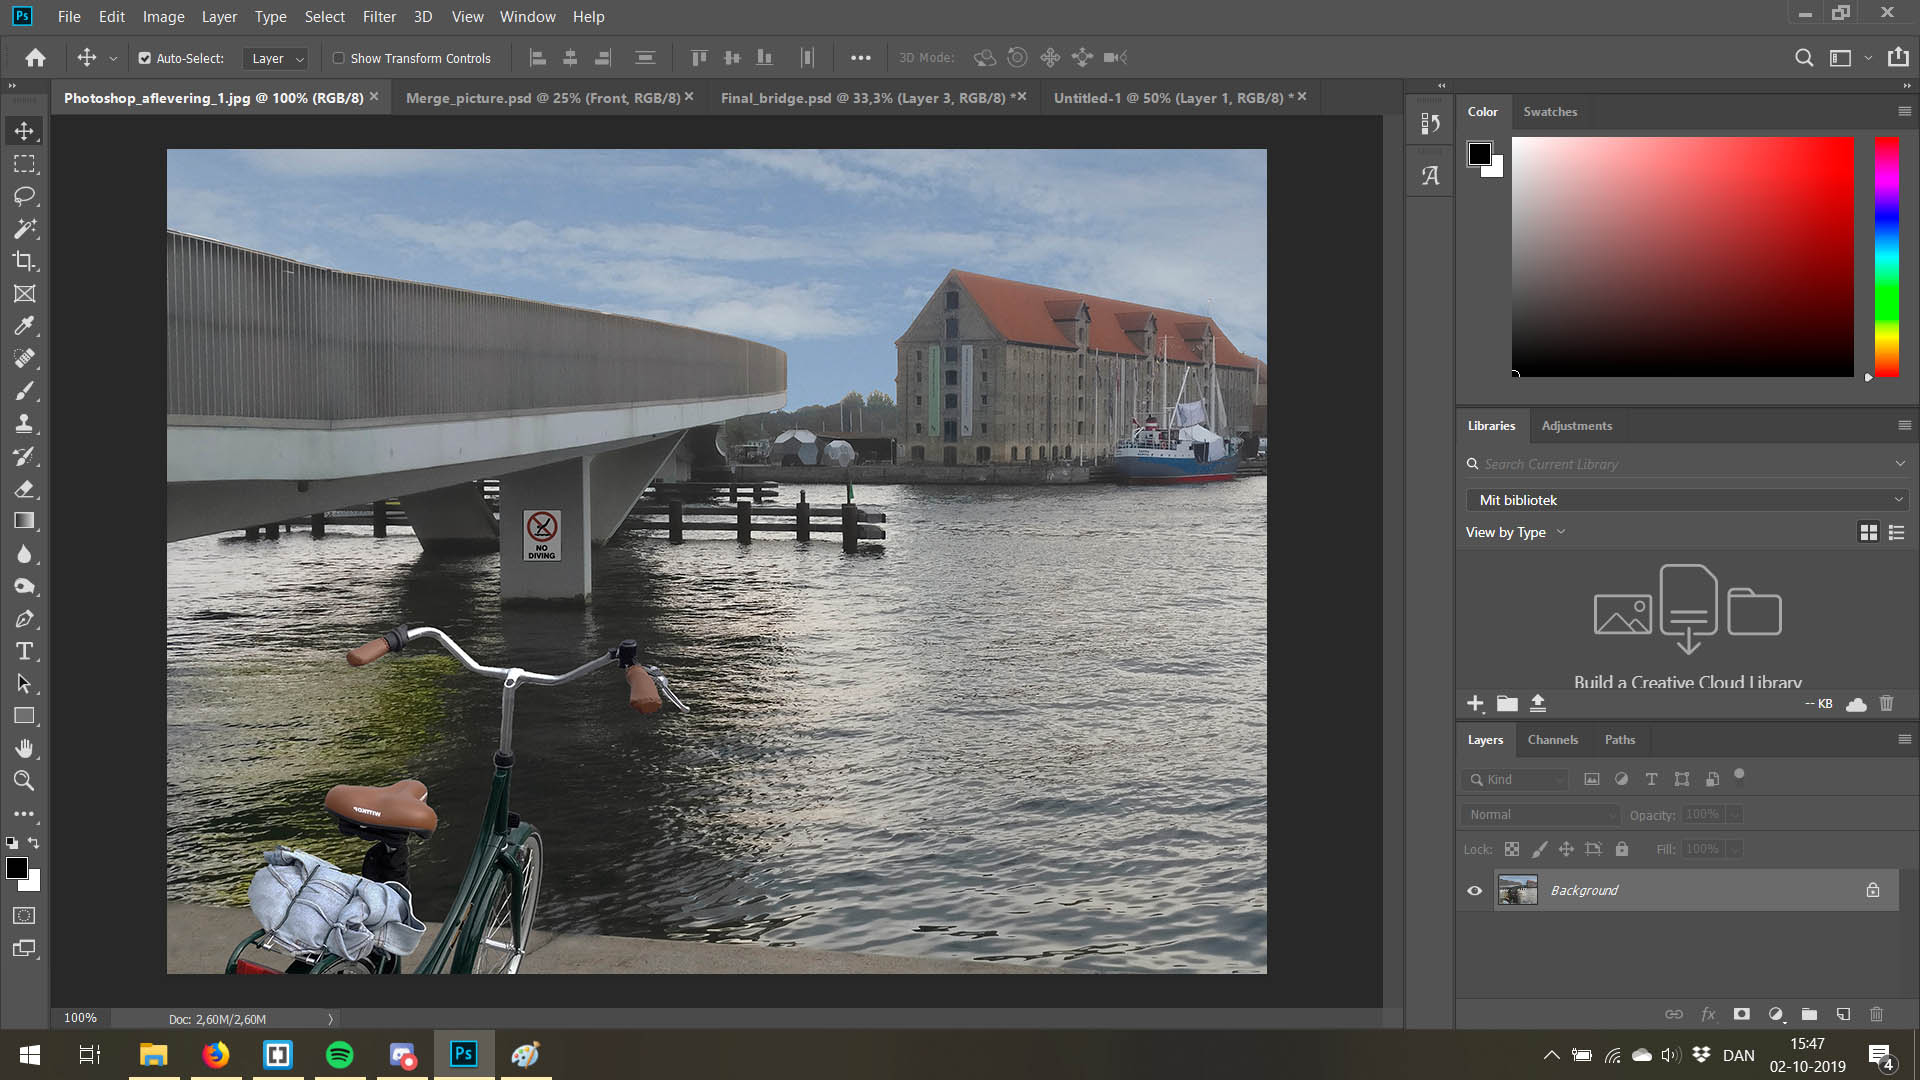 Ps File Edit Image Layer Type Select Filter 3D View Window Help
Auto-Select: Layer Show Transform Controls 3D Mode:
Photoshop_aflevering_1.jpg @ 100% (RGB/8) × Merge_picture.psd @ 25% (Front, RGB/8) × Final_bridge.psd @ 33,3% (Layer 3, RGB/8) * × Untitled-1 @ 50% (Layer 1, RGB/8) * ×
Color Swatches
Libraries Adjustments
Search Current Library
Mit bibliotek
View by Type
Build a Creative Cloud Library
-- KB
NO
DIVING
Layers Channels Paths
Kind
Normal Opacity: 100%
Lock: Fill: 100%
Background
fx
100% Doc: 2,60M/2,60M
Ps
DAN
15:47
02-10-2019
4